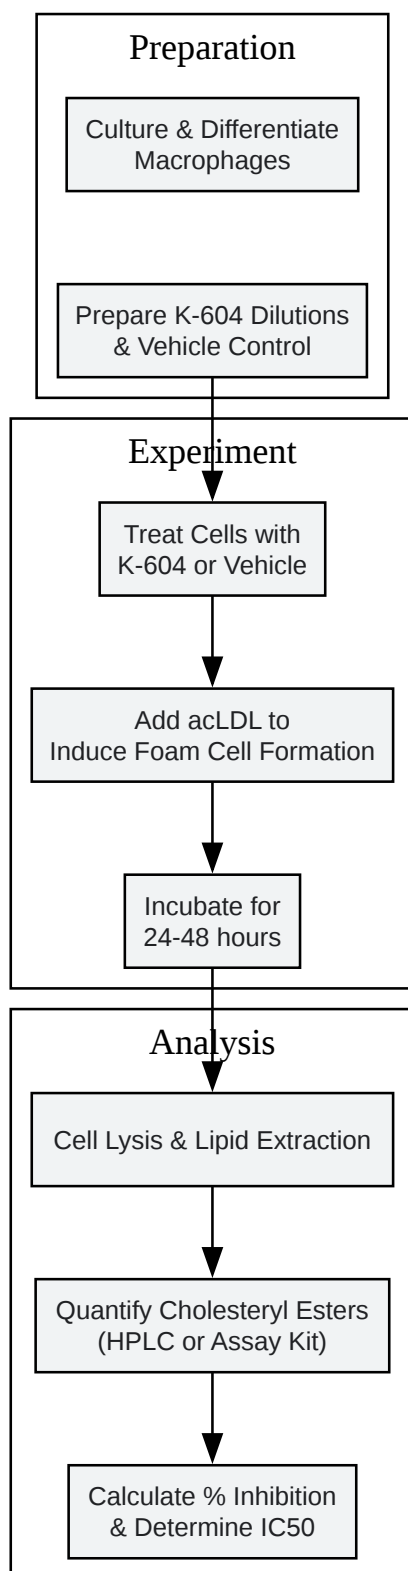 Preparation
Culture & Differentiate
Macrophages
Prepare K-604 Dilutions
& Vehicle Control
Experiment
Treat Cells with
K-604 or Vehicle
Add acLDL to
Induce Foam Cell Formation
Incubate for
24-48 hours
Analysis
Cell Lysis & Lipid Extraction
Quantify Cholesteryl Esters
(HPLC or Assay Kit)
Calculate % Inhibition
& Determine IC50